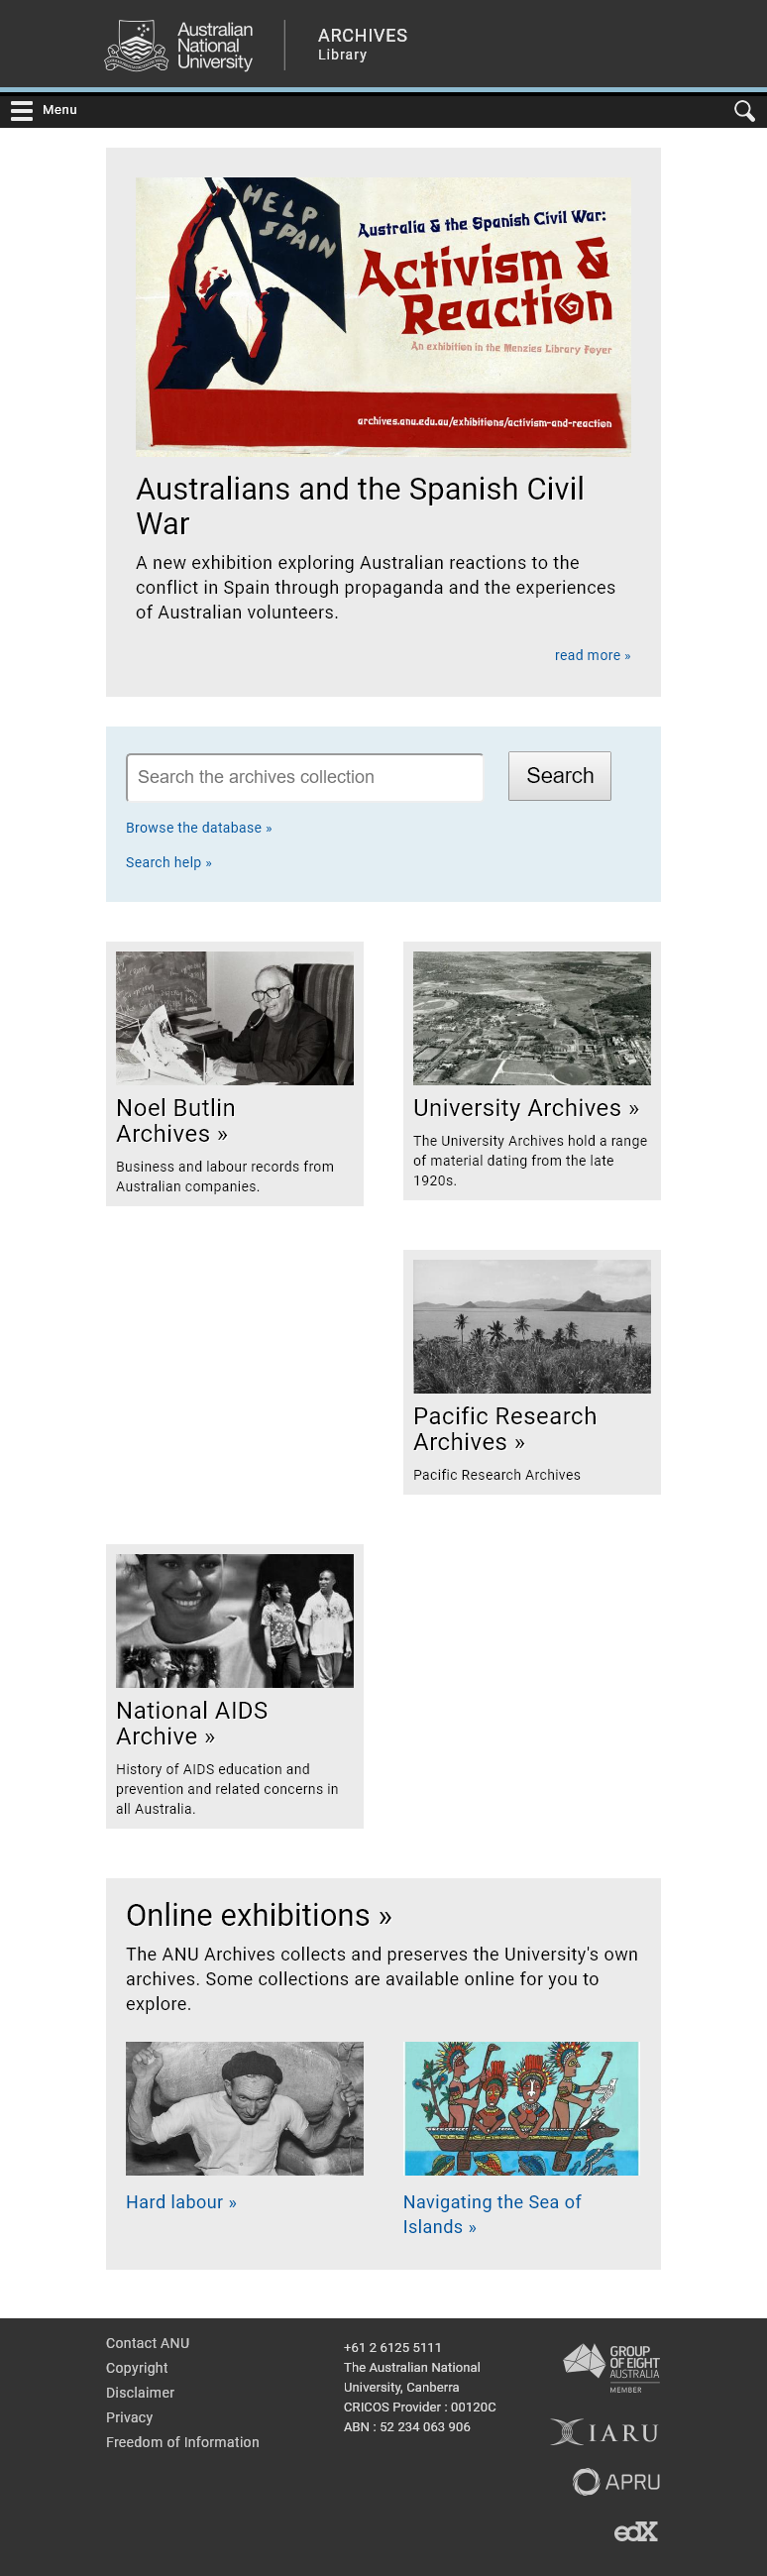 Australian
National
University
ARCHIVES
Library
Menu
HELP
SPAIN
Australia & the Spanish Civil War:
Activism &
Reaction
An exhibition in the Menzies Library Foyer
archives.anu.edu.au/exhibitions/activism-and-reaction
Australians and the Spanish Civil
War
A new exhibition exploring Australian reactions to the
conflict in Spain through propaganda and the experiences
of Australian volunteers.
read more »
Search the archives collection
Search
Browse the database »
Search help »
Noel Butlin
Archives »
Business and labour records from
Australian companies.
University Archives »
The University Archives hold a range
of material dating from the late
1920s.
Pacific Research
Archives »
Pacific Research Archives
National AIDS
Archive »
History of AIDS education and
prevention and related concerns in
all Australia.
Online exhibitions »
The ANU Archives collects and preserves the University's own
archives. Some collections are available online for you to
explore.
Hard labour »
Navigating the Sea of
Islands »
Contact ANU
Copyright
Disclaimer
Privacy
Freedom of Information
+61 2 6125 5111
The Australian National
University, Canberra
CRICOS Provider : 00120C
ABN : 52 234 063 906
GROUP
OF EIGHT
AUSTRALIA
MEMBER
IARU
APRU
edX